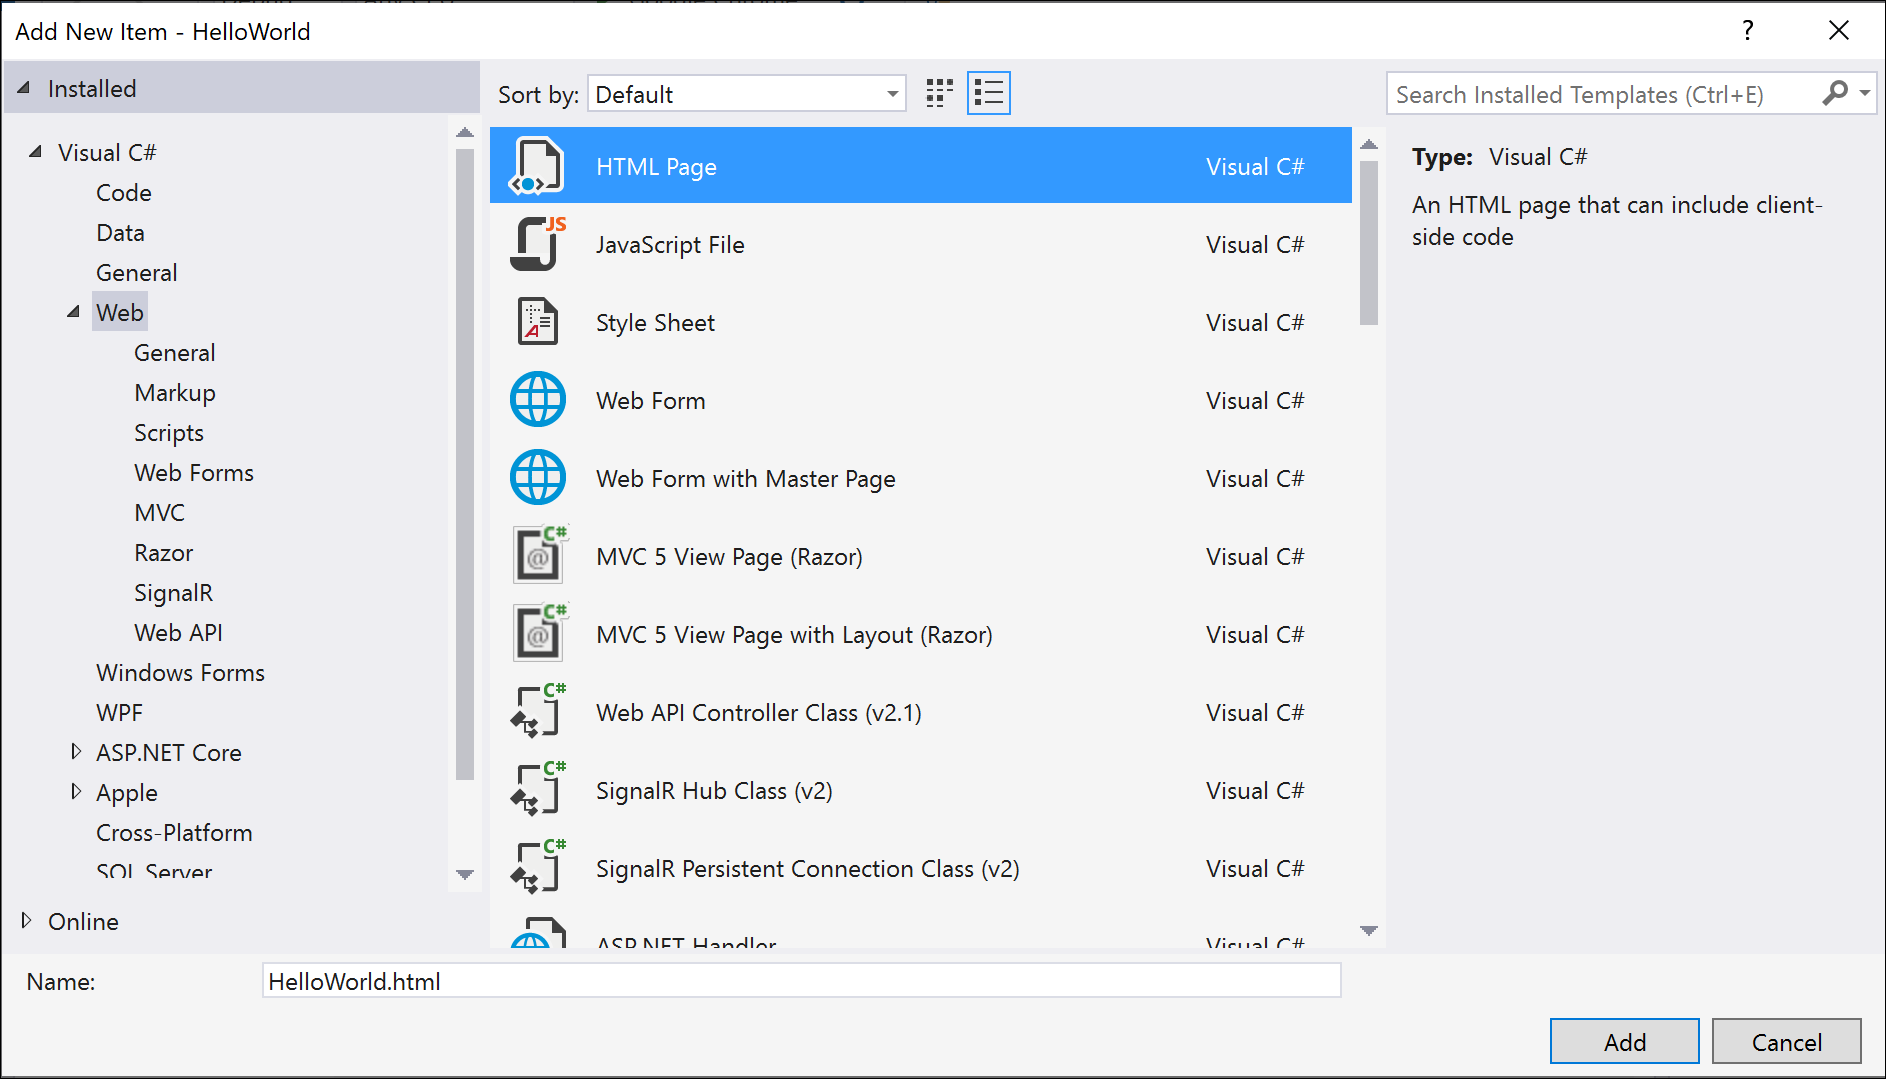 Add New Item - HelloWorld
?
Installed
Sort by: Default
Search Installed Templates (Ctrl+E)
Visual C#
Code
Data
General
Web
General
Markup
Scripts
Web Forms
MVC
Razor
SignalR
Web API
Windows Forms
WPF
ASP.NET Core
Apple
Cross-Platform
SQL Server
Online
HTML Page Visual C#
JS
JavaScript File Visual C#
Style Sheet Visual C#
Web Form Visual C#
Web Form with Master Page Visual C#
C#
@
MVC 5 View Page (Razor) Visual C#
C#
@
MVC 5 View Page with Layout (Razor) Visual C#
C#
Web API Controller Class (v2.1) Visual C#
C#
SignalR Hub Class (v2) Visual C#
C#
SignalR Persistent Connection Class (v2) Visual C#
ASP.NET Handler Visual C#
Type: Visual C#
An HTML page that can include client-
side code
Name: HelloWorld.html
Add Cancel